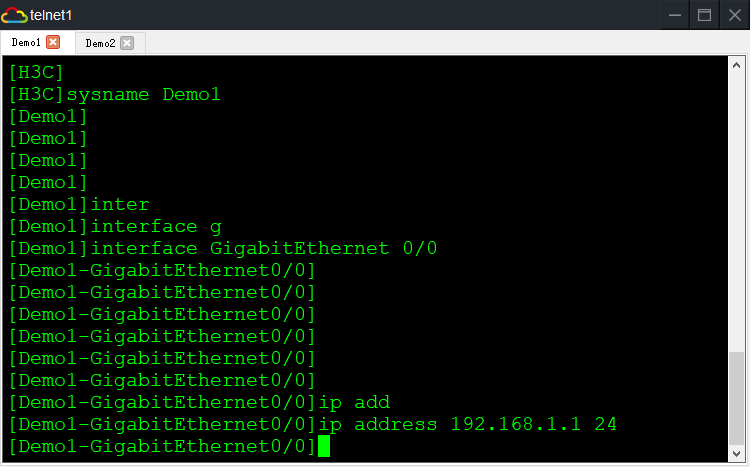 telnet1
Demo1 Demo2
[H3C]
[H3C]sysname Demo1
[Demo1]
[Demo1]
[Demo1]
[Demo1]
[Demo1]inter
[Demo1]interface g
[Demo1]interface GigabitEthernet 0/0
[Demo1-GigabitEthernet0/0]
[Demo1-GigabitEthernet0/0]
[Demo1-GigabitEthernet0/0]
[Demo1-GigabitEthernet0/0]
[Demo1-GigabitEthernet0/0]
[Demo1-GigabitEthernet0/0]
[Demo1-GigabitEthernet0/0]ip add
[Demo1-GigabitEthernet0/0]ip address 192.168.1.1 24
[Demo1-GigabitEthernet0/0]